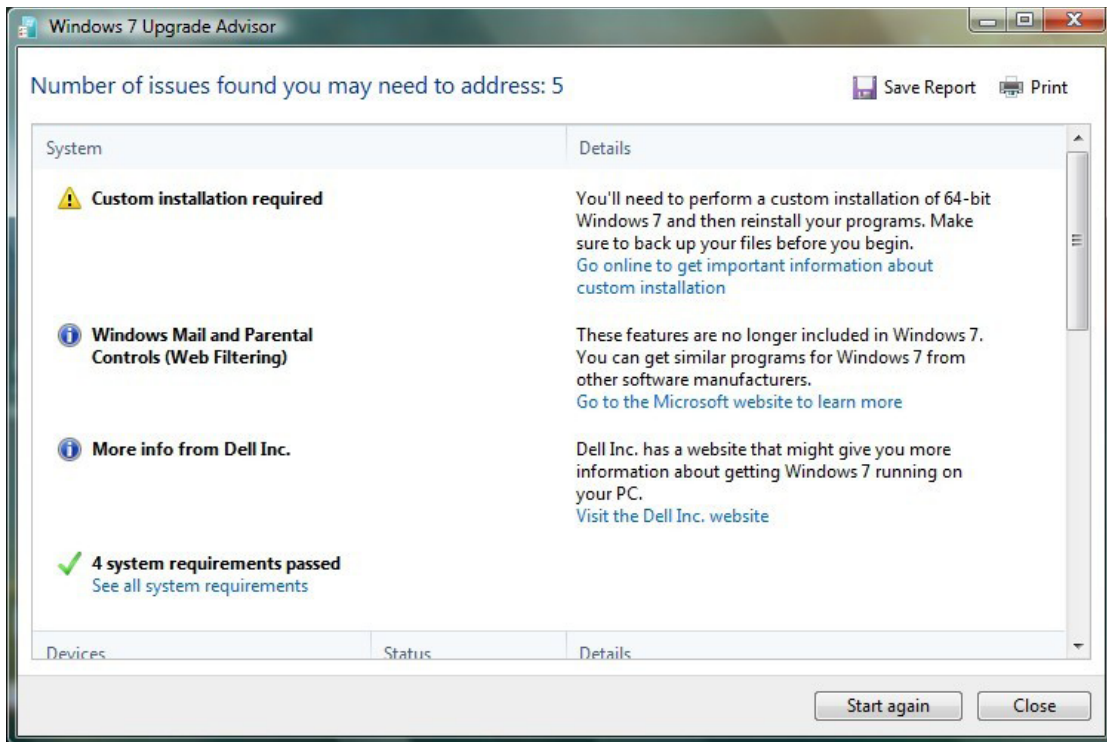 Windows 7 Upgrade Advisor
Number of issues found you may need to address: 5
Save Report
Print
System
Details
Custom installation required
You'll need to perform a custom installation of 64-bit
Windows 7 and then reinstall your programs. Make
sure to back up your files before you begin.
Go online to get important information about
custom installation
Windows Mail and Parental
Controls (Web Filtering)
These features are no longer included in Windows 7.
You can get similar programs for Windows 7 from
other software manufacturers.
Go to the Microsoft website to learn more
More info from Dell Inc.
Dell Inc. has a website that might give you more
information about getting Windows 7 running on
your PC.
Visit the Dell Inc. website
4 system requirements passed
See all system requirements
Devices
Status
Details
Start again
Close